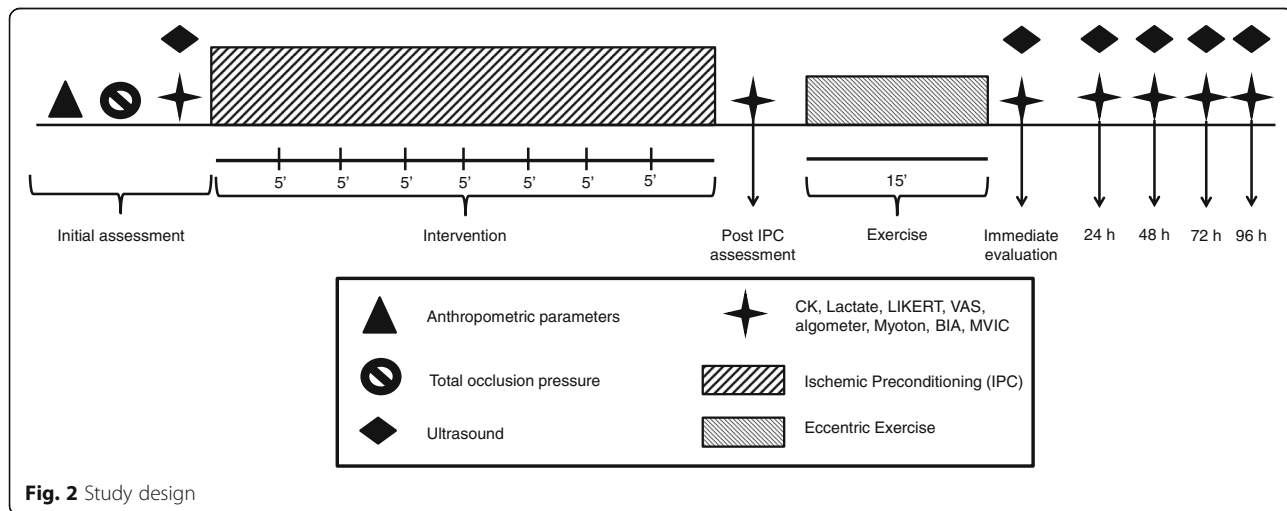 5' 5' 5' 5' 5' 5' 5' 15'
Initial assessment Intervention Post IPC assessment Exercise Immediate evaluation 24 h 48 h 72 h 96 h
Anthropometric parameters
CK, Lactate, LIKERT, VAS,
algometer, Myoton, BIA, MVIC
Total occlusion pressure
Ischemic Preconditioning (IPC)
Ultrasound
Eccentric Exercise
Fig. 2 Study design